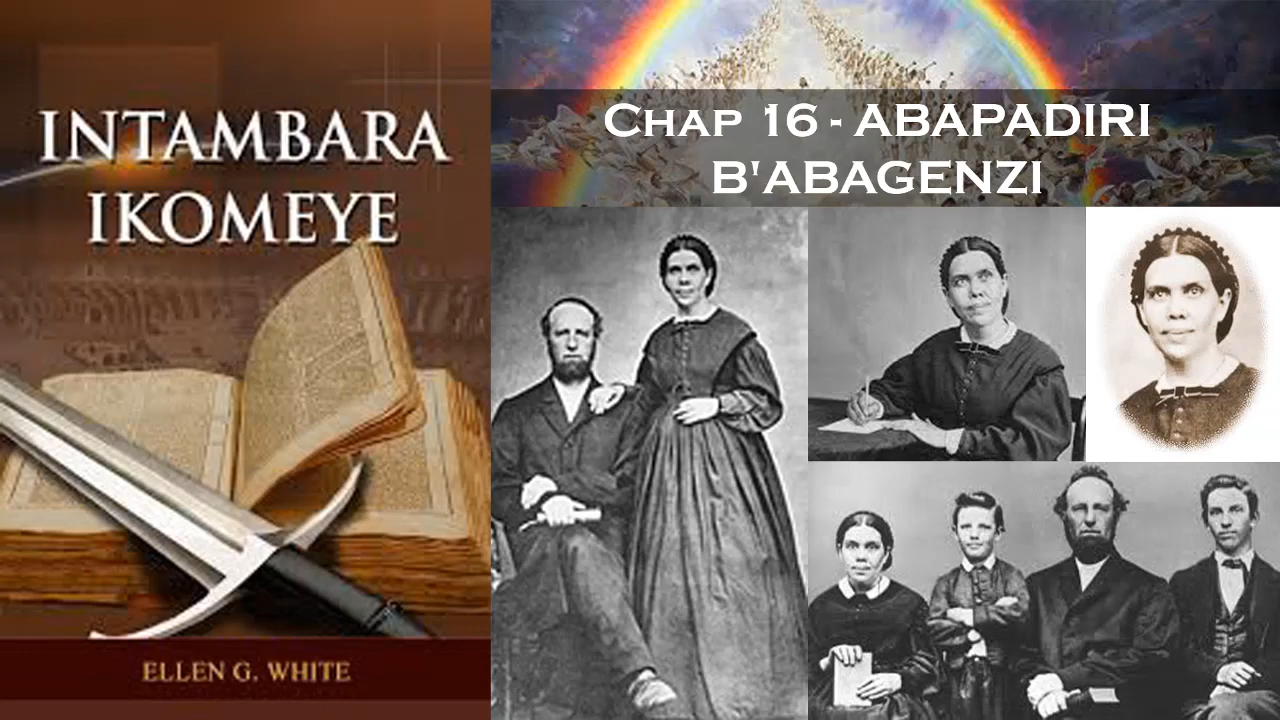 INTAMBARA
IKOMEYE
ELLEN G. WHITE
CHAP 16 - ABAPADIRI
B'ABAGENZI